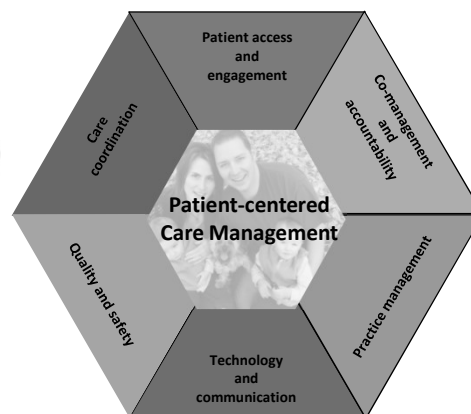 Patient access
and
engagement
Co-management
and
accountability
Care
coordination
Patient-centered
Care Management
Quality and safety
Practice management
Technology
and
communication